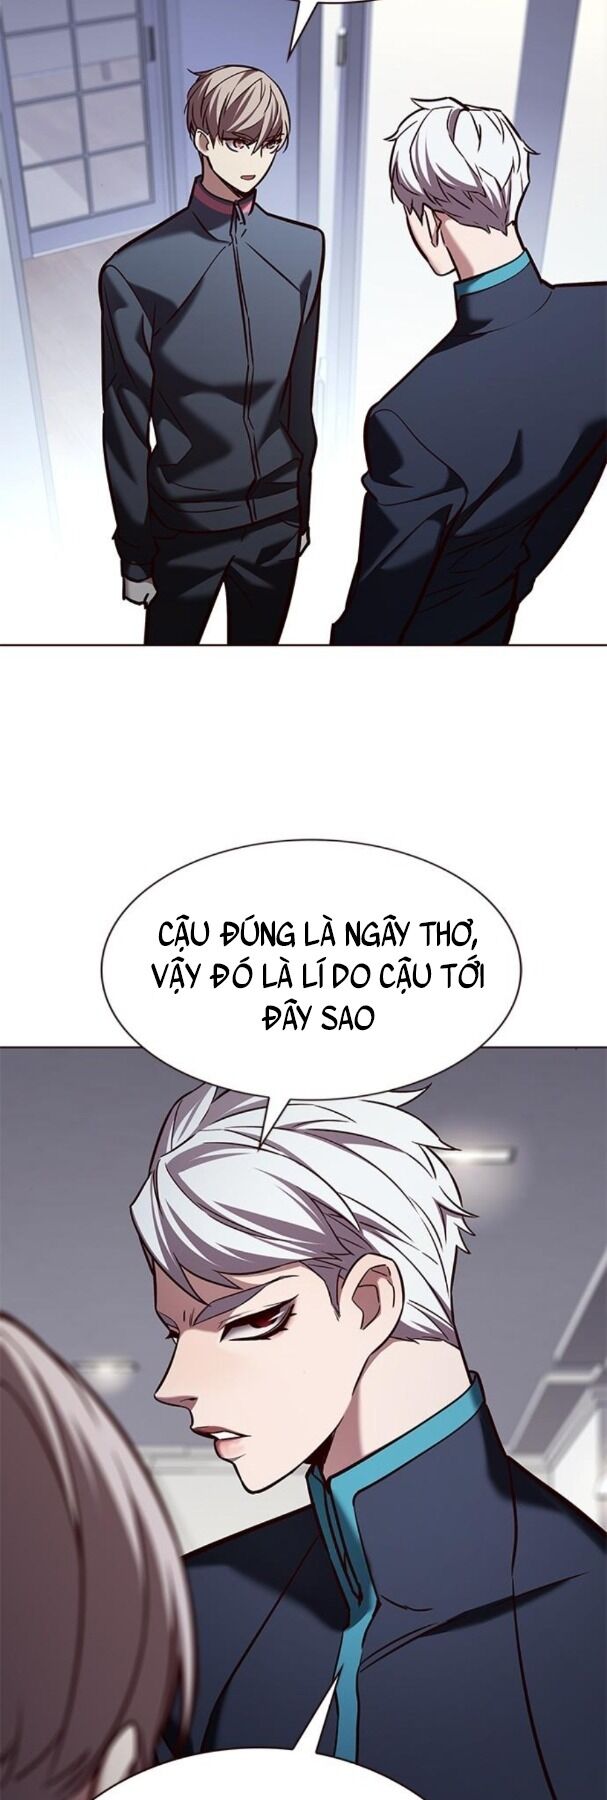 CẬU ĐÚNG LÀ NGÂY THƠ,
VẬY ĐÓ LÀ LÍ DO CẬU TỚI
ĐÂY SAO